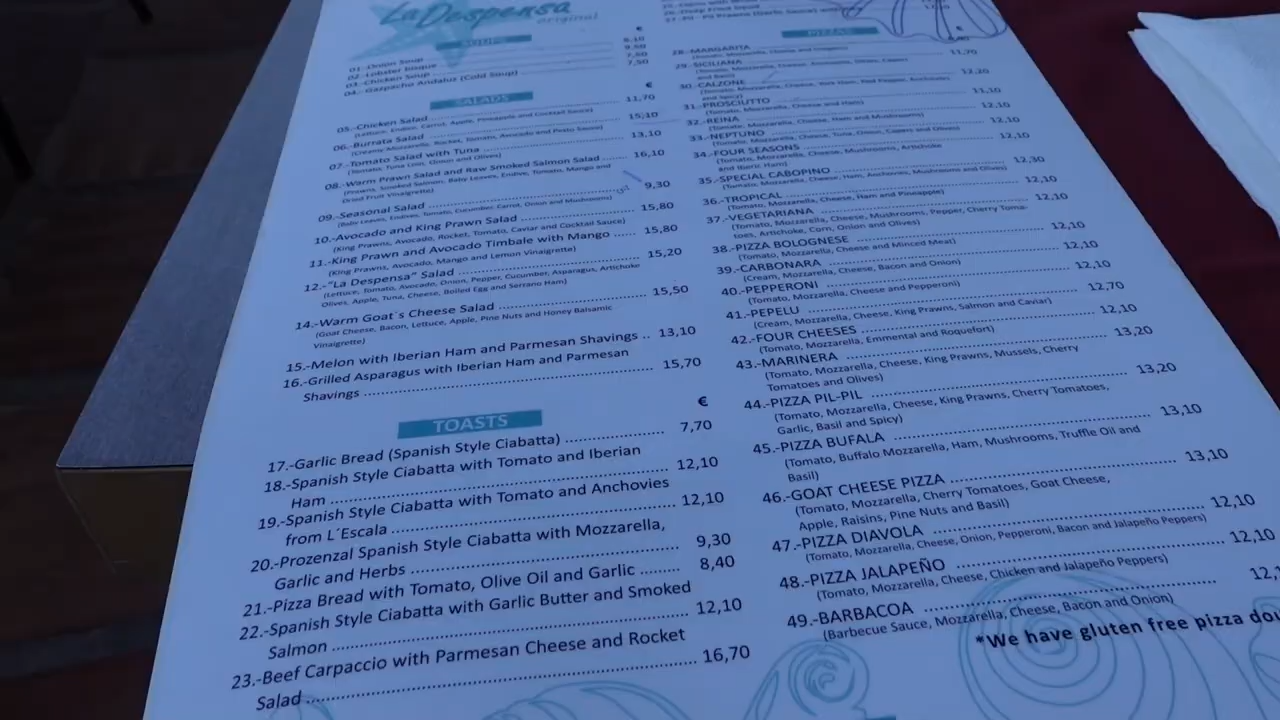 La Despensa
original
SOUPS
€
01.-Onion Soup
02.-Lobster Bisque
03.-Chicken Soup
7,50
04.- Gazpacho Andaluz (Cold Soup)
SALADS
€
05.-Chicken Salad 11,70
(Lettuce, Endive, Carrot, Apple, Pineapple and Cocktail Sauce)
06.-Burrata Salad 15,10
(Creamy Mozzarella, Rocket, Tomato, Avocado and Pesto Sauce)
07.-Tomato Salad with Tuna 13,10
(Tomato, Tuna Loin, Onion and Olives)
08.-Warm Prawn Salad and Raw Smoked Salmon Salad 16,10
(Prawns, Smoked Salmon, Baby Leaves, Endive, Tomato, Mango and
Dried Fruit Vinaigrette)
09.-Seasonal Salad 9,30
(Baby Leaves, Endives, Tomato, Cucumber, Carrot, Onion and Mushrooms)
10.-Avocado and King Prawn Salad 15,80
(King Prawns, Avocado, Rocket, Tomato, Caviar and Cocktail Sauce)
11.-King Prawn and Avocado Timbale with Mango ...... 15,80
(King Prawns, Avocado, Mango and Lemon Vinaigrette)
12.-"La Despensa" Salad 15,20
(Lettuce, Tomato, Avocado, Onion, Pepper, Cucumber, Asparagus, Artichoke
Olives, Apple, Tuna, Cheese, Boiled Egg and Serrano Ham)
14.-Warm Goat´s Cheese Salad 15,50
(Goat Cheese, Bacon, Lettuce, Apple, Pine Nuts and Honey Balsamic
Vinaigrette)
15.-Melon with Iberian Ham and Parmesan Shavings .. 13,10
16.-Grilled Asparagus with Iberian Ham and Parmesan
Shavings 15,70
TOASTS
€
17.-Garlic Bread (Spanish Style Ciabatta) 7,70
18.-Spanish Style Ciabatta with Tomato and Iberian
Ham 12,10
19.-Spanish Style Ciabatta with Tomato and Anchovies
from L´Escala 12,10
20.-Prozenzal Spanish Style Ciabatta with Mozzarella,
Garlic and Herbs 9,30
21.-Pizza Bread with Tomato, Olive Oil and Garlic ........ 8,40
22.-Spanish Style Ciabatta with Garlic Butter and Smoked
Salmon 12,10
23.-Beef Carpaccio with Parmesan Cheese and Rocket
Salad 16,70
PIZZAS
28.-MARGARITA
(Tomato, Mozzarella, Cheese and Oregano)
11,70
29.-SICILIANA
and Basil)
30.-CALZONE 12,20
and Spicy)
31.-PROSCIUTTO 11,10
(Tomato, Mozzarella, Cheese and Ham)
32.-REINA 12,10
(Tomato, Mozzarella, Cheese, Ham and Mushrooms)
33.-NEPTUNO 12,10
(Tomato, Mozzarella, Cheese, Tuna, Onion, Capers and Olives)
34.-FOUR SEASONS 12,10
(Tomato, Mozzarella, Cheese, Mushrooms, Artichoke
and Iberic Ham)
35.-SPECIAL CABOPINO 12,30
(Tomato, Mozzarella, Cheese, Ham, Anchovies, Mushrooms and Olives)
36.-TROPICAL 12,10
(Tomato, Mozzarella, Cheese, Ham and Pineapple)
37.-VEGETARIANA 12,10
(Tomato, Mozzarella, Cheese, Mushrooms, Pepper, Cherry Toma-
toes, Artichoke, Corn, Onion and Olives)
38.-PIZZA BOLOGNESE 12,10
(Tomato, Mozzarella, Cheese and Minced Meat)
39.-CARBONARA 12,10
(Cream, Mozzarella, Cheese, Bacon and Onion)
40.-PEPPERONI 12,10
(Tomato, Mozzarella, Cheese and Pepperoni)
41.-PEPELU 12,70
(Cream, Mozzarella, Cheese, King Prawns, Salmon and Caviar)
42.-FOUR CHEESES 12,10
(Tomato, Mozzarella, Emmental and Roquefort)
43.-MARINERA 13,20
(Tomato, Mozzarella, Cheese, King Prawns, Mussels, Cherry
Tomatoes and Olives)
44.-PIZZA PIL-PIL 13,20
(Tomato, Mozzarella, Cheese, King Prawns, Cherry Tomatoes,
Garlic, Basil and Spicy)
45.-PIZZA BUFALA 13,10
(Tomato, Buffalo Mozzarella, Ham, Mushrooms, Truffle Oil and
Basil)
46.-GOAT CHEESE PIZZA 13,10
(Tomato, Mozzarella, Cherry Tomatoes, Goat Cheese,
Apple, Raisins, Pine Nuts and Basil)
47.-PIZZA DIAVOLA 12,10
(Tomato, Mozzarella, Cheese, Onion, Pepperoni, Bacon and Jalapeño Peppers)
48.-PIZZA JALAPEÑO 12,10
(Tomato, Mozzarella, Cheese, Chicken and Jalapeño Peppers)
49.-BARBACOA 12,1
(Barbecue Sauce, Mozzarella, Cheese, Bacon and Onion)
*We have gluten free pizza dou